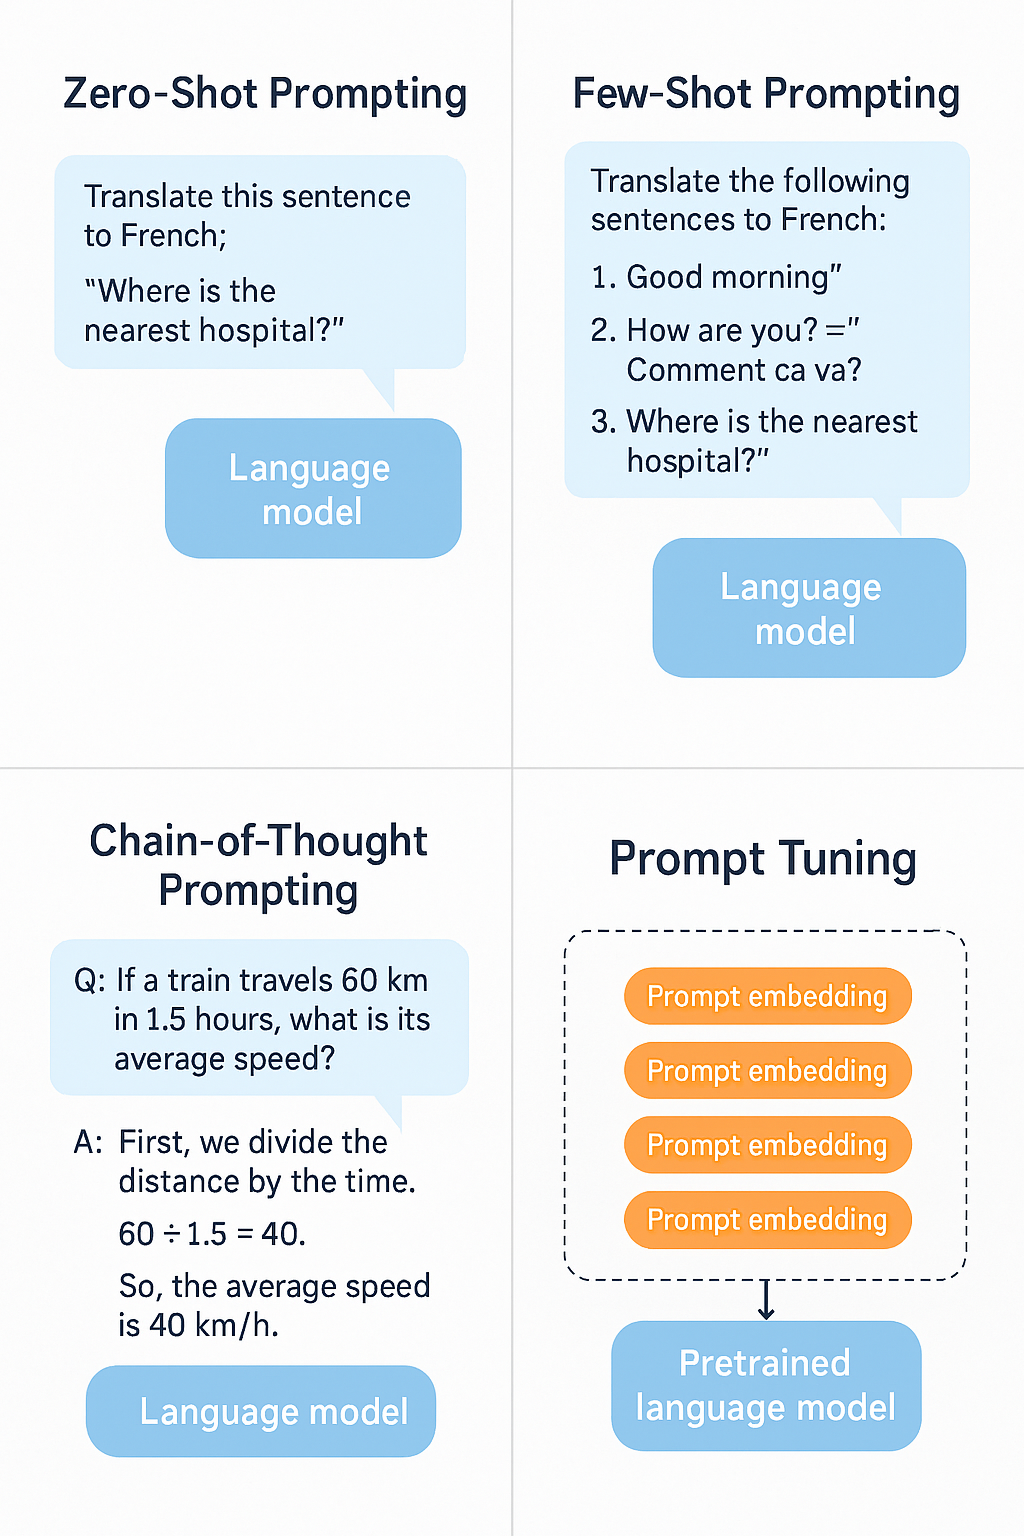 Zero-Shot Prompting
Translate this sentence
to French;
“Where is the
nearest hospital?”
Language
model
Few-Shot Prompting
Translate the following
sentences to French:
1. Good morning”
2. How are you? =”
Comment ca va?
3. Where is the nearest
hospital?”
Language
model
Chain-of-Thought
Prompting
Q: If a train travels 60 km
in 1.5 hours, what is its
average speed?
A: First, we divide the
distance by the time.
60 ÷ 1.5 = 40.
So, the average speed
is 40 km/h.
Language model
Prompt Tuning
Prompt embedding
Prompt embedding
Prompt embedding
Prompt embedding
Pretrained
language model